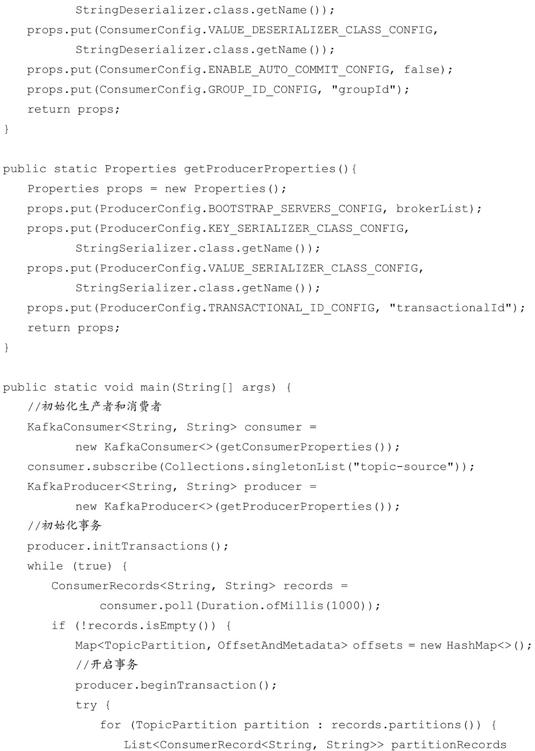 StringDeserializer.class.getName());
props.put(ConsumerConfig.VALUE_DESERIALIZER_CLASS_CONFIG,
StringDeserializer.class.getName());
props.put(ConsumerConfig.ENABLE_AUTO_COMMIT_CONFIG, false);
props.put(ConsumerConfig.GROUP_ID_CONFIG, "groupId");
return props;
}
public static Properties getProducerProperties(){
Properties props = new Properties();
props.put(ProducerConfig.BOOTSTRAP_SERVERS_CONFIG, brokerList);
props.put(ProducerConfig.KEY_SERIALIZER_CLASS_CONFIG,
StringSerializer.class.getName());
props.put(ProducerConfig.VALUE_SERIALIZER_CLASS_CONFIG,
StringSerializer.class.getName());
props.put(ProducerConfig.TRANSACTIONAL_ID_CONFIG, "transactionalId");
return props;
}
public static void main(String[] args) {
//初始化生产者和消费者
KafkaConsumer<String, String> consumer =
new KafkaConsumer<>(getConsumerProperties());
consumer.subscribe(Collections.singletonList("topic-source"));
KafkaProducer<String, String> producer =
new KafkaProducer<>(getProducerProperties());
//初始化事务
producer.initTransactions();
while (true) {
ConsumerRecords<String, String> records =
consumer.poll(Duration.ofMillis(1000));
if (!records.isEmpty()) {
Map<TopicPartition, OffsetAndMetadata> offsets = new HashMap<>();
//开启事务
producer.beginTransaction();
try {
for (TopicPartition partition : records.partitions()) {
List<ConsumerRecord<String, String>> partitionRecords